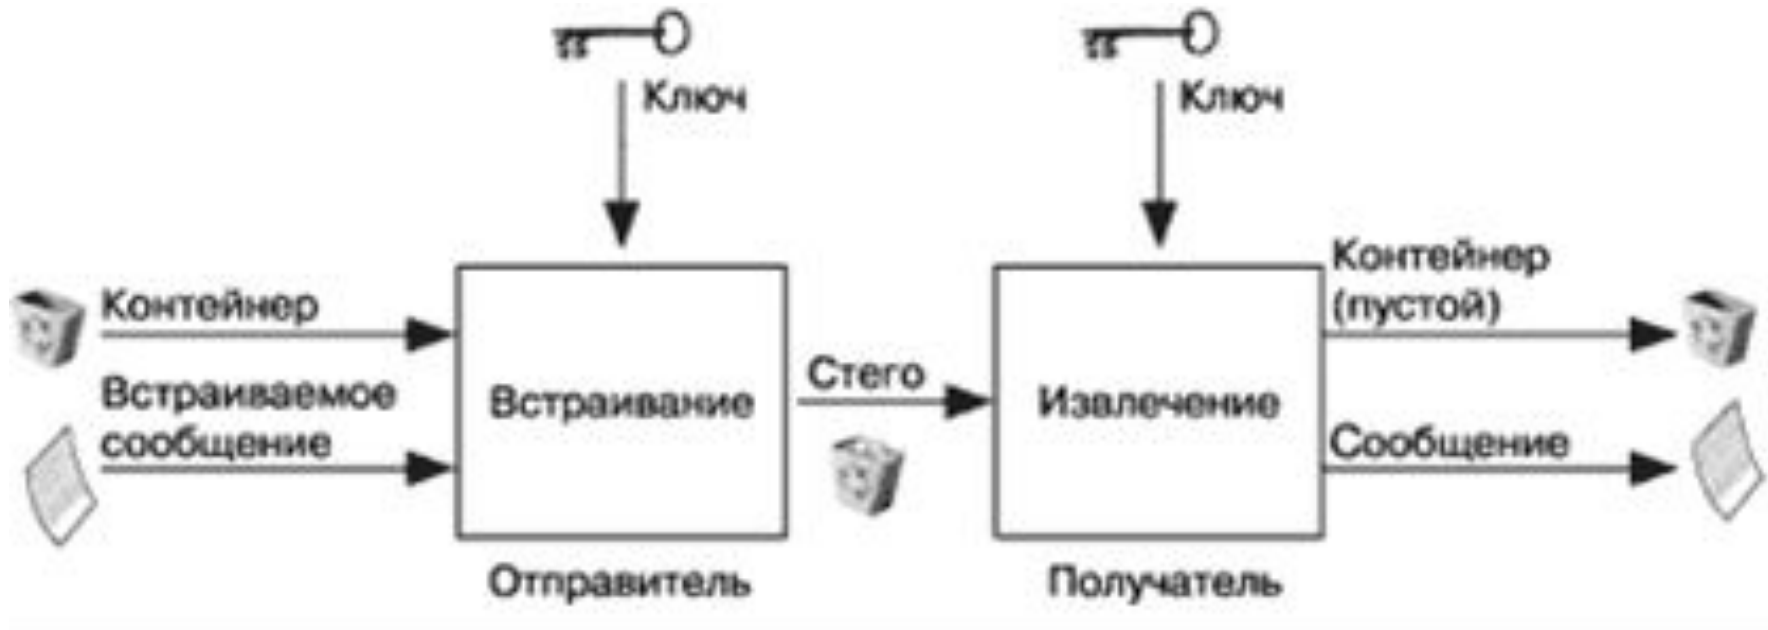 Ключ
Ключ
Контейнер
Встраиваемое
сообщение
Встраивание
Отправитель
Стего
Извлечение
Получатель
Контейнер
(пустой)
Сообщение